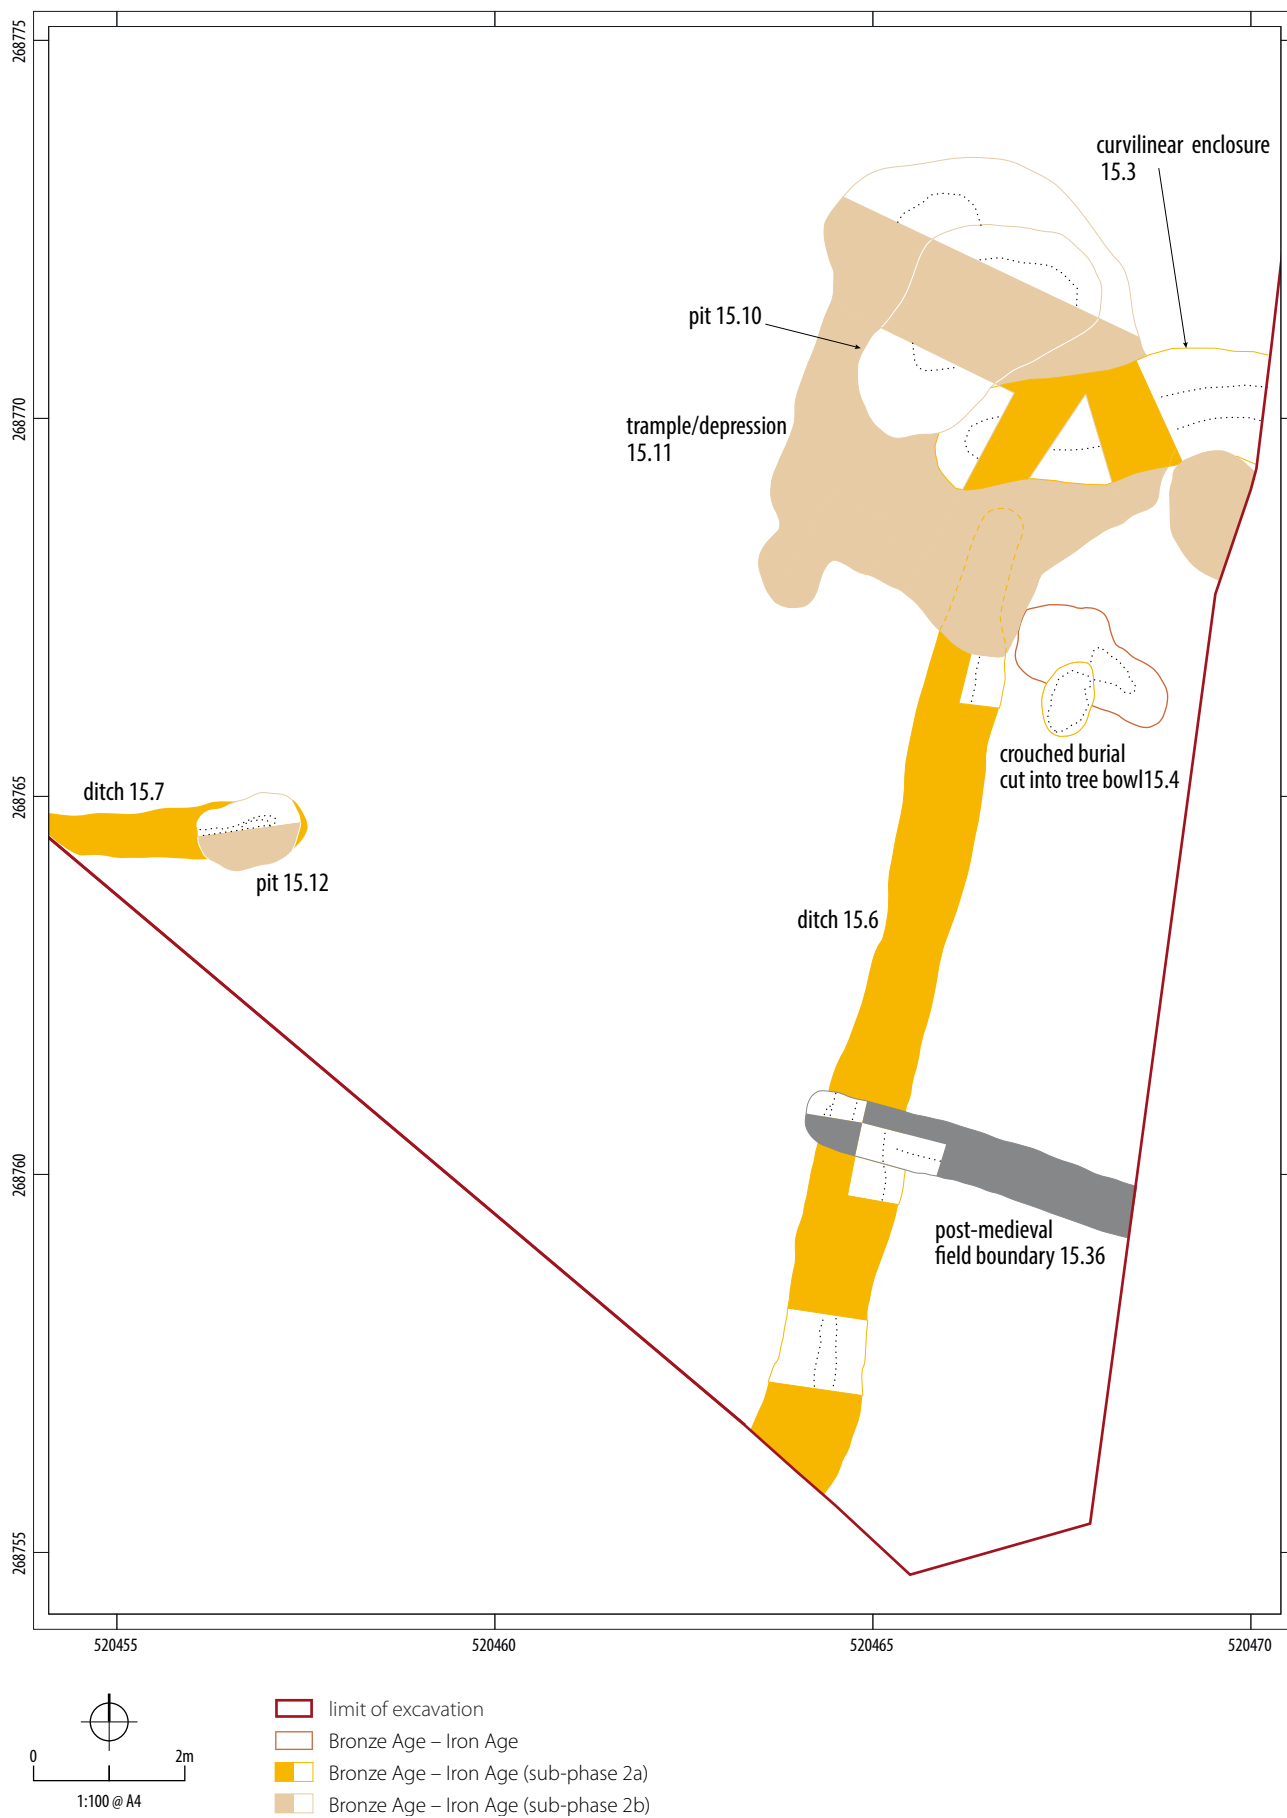 268775
curvilinear enclosure
15.3
pit 15.10
268770
trample/depression
15.11
crouched burial
cut into tree bowl15.4
268765
ditch 15.7
pit 15.12
ditch 15.6
268760
post-medieval
field boundary 15.36
268755
520455
520460
520465
520470
0
2m
1:100 @ A4
limit of excavation
Bronze Age – Iron Age
Bronze Age – Iron Age (sub-phase 2a)
Bronze Age – Iron Age (sub-phase 2b)